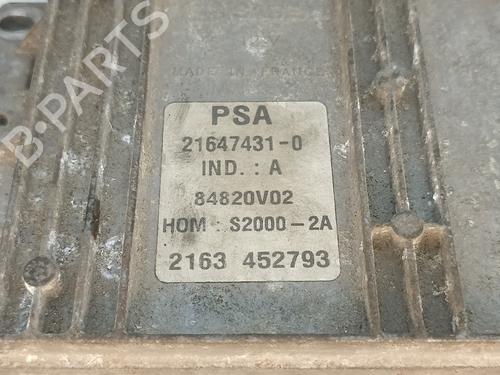 B-PARTS
MADE IN FRANCE
PSA
21647431-0
IND. : A
84820V02
HOM : S2000-2A
2163 452793